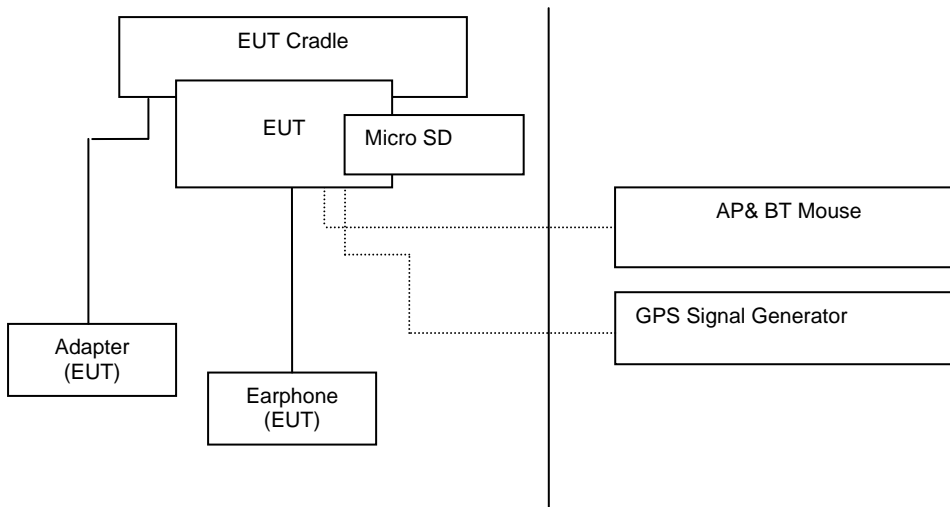 EUT Cradle
EUT
Micro SD
AP& BT Mouse
GPS Signal Generator
Adapter
(EUT)
Earphone
(EUT)